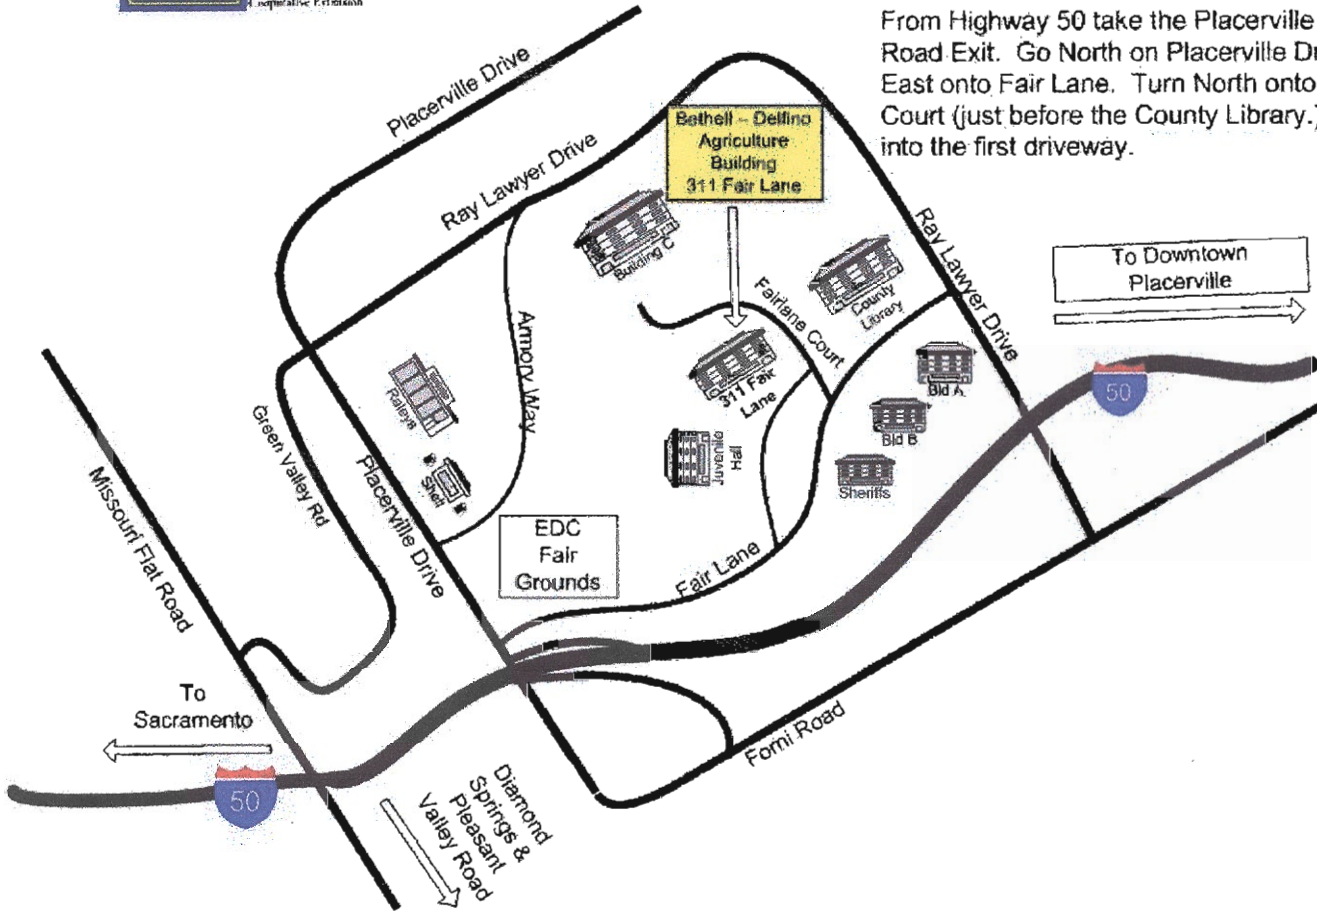 Cooperative Extension
From Highway 50 take the Placerville
Road Exit. Go North on Placerville Dr
East onto Fair Lane. Turn North onto
Court (just before the County Library.)
into the first driveway.
Placerville Drive
Ray Lawyer Drive
Bethell – Delfino
Agriculture
Building
311 Fair Lane
Building C
Ray Lawyer Drive
To Downtown
Placerville
Fairlane Court
County
Library
Armory Way
311 Fair
Lane
Raleys
Shell
Juvenile
Hall
Bld A
Bld B
Sheriffs
50
Green Valley Rd
Placerville Drive
Missouri Flat Road
EDC
Fair
Grounds
Fair Lane
To
Sacramento
50
Forni Road
Diamond
Springs &
Pleasant
Valley Road